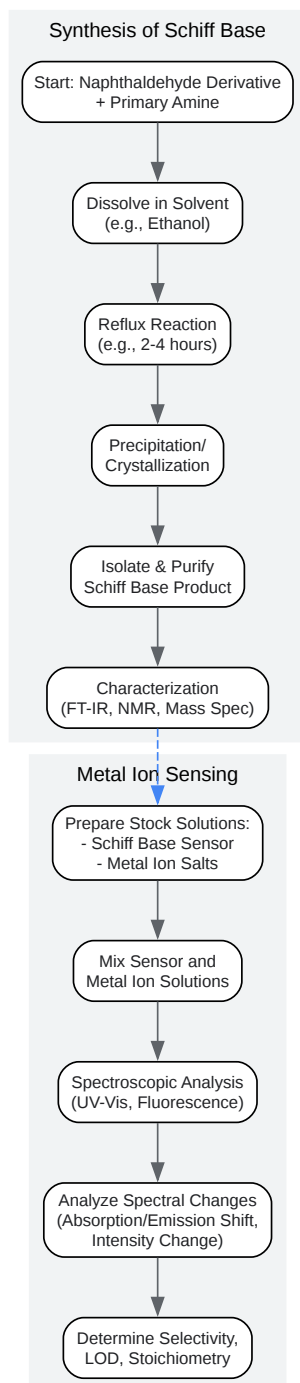 Synthesis of Schiff Base
Start: Naphthaldehyde Derivative
+ Primary Amine
Dissolve in Solvent
(e.g., Ethanol)
Reflux Reaction
(e.g., 2-4 hours)
Precipitation/
Crystallization
Isolate & Purify
Schiff Base Product
Characterization
(FT-IR, NMR, Mass Spec)
Metal Ion Sensing
Prepare Stock Solutions:
- Schiff Base Sensor
- Metal Ion Salts
Mix Sensor and
Metal Ion Solutions
Spectroscopic Analysis
(UV-Vis, Fluorescence)
Analyze Spectral Changes
(Absorption/Emission Shift,
Intensity Change)
Determine Selectivity,
LOD, Stoichiometry